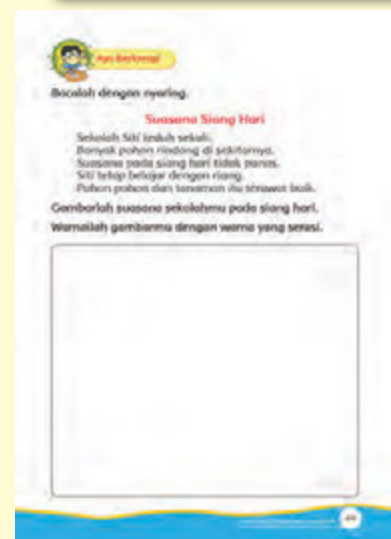 Ayo Berkreasi
Bacalah dengan nyaring.
Suasana Siang Hari
Sekolah Siti teduh sekali.
Banyak pohon rindang di sekitarnya.
Suasana pada siang hari tidak panas.
Siti tetap belajar dengan riang.
Pohon pohon dan tanaman itu terawat baik.
Gambarlah suasana sekolahmu pada siang hari.
Warnailah gambarmu dengan warna yang serasi.